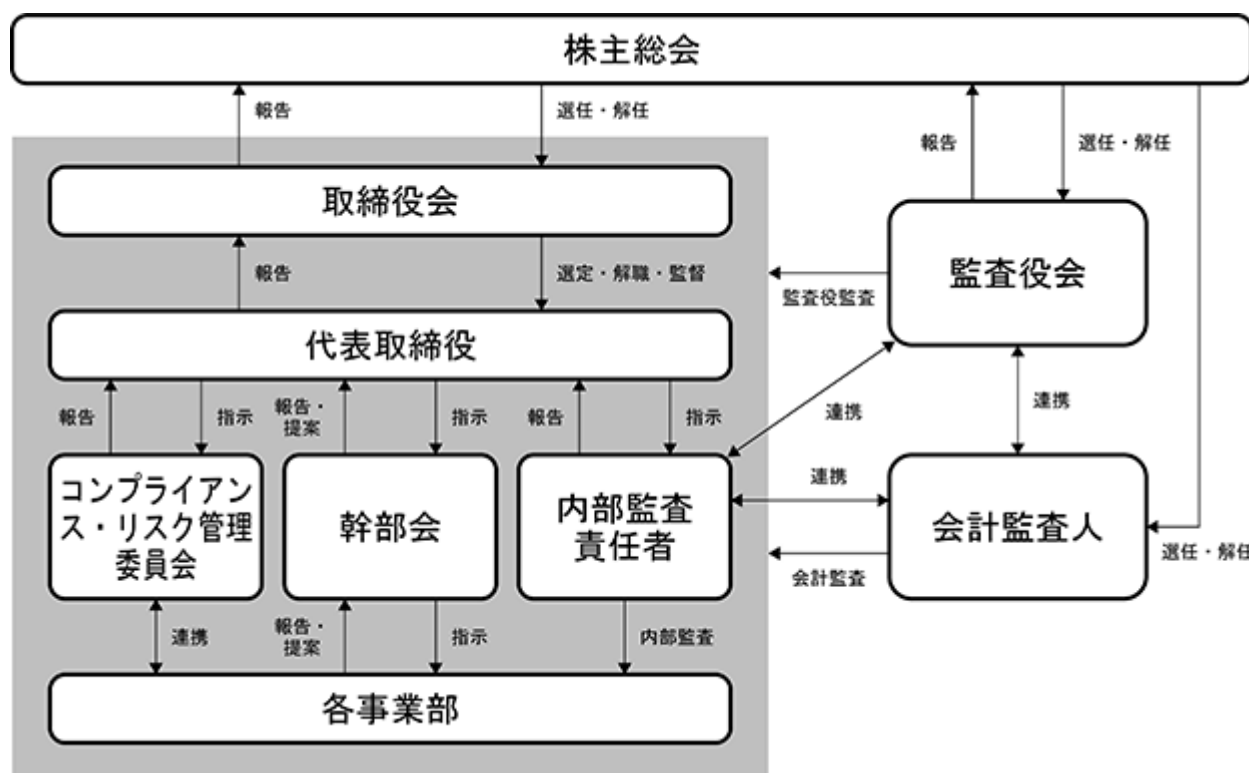 株主総会
報告
選任・解任
報告
選任・解任
取締役会
監査役会
報告
選定・解職・監督
監査役監査
代表取締役
報告
指示
報告・
提案
指示
報告
指示
連携
連携
コンプライアン
ス・リスク管理
委員会
幹部会
内部監査
責任者
連携
会計監査人
会計監査
選任・解任
連携
報告・
提案
指示
内部監査
各事業部